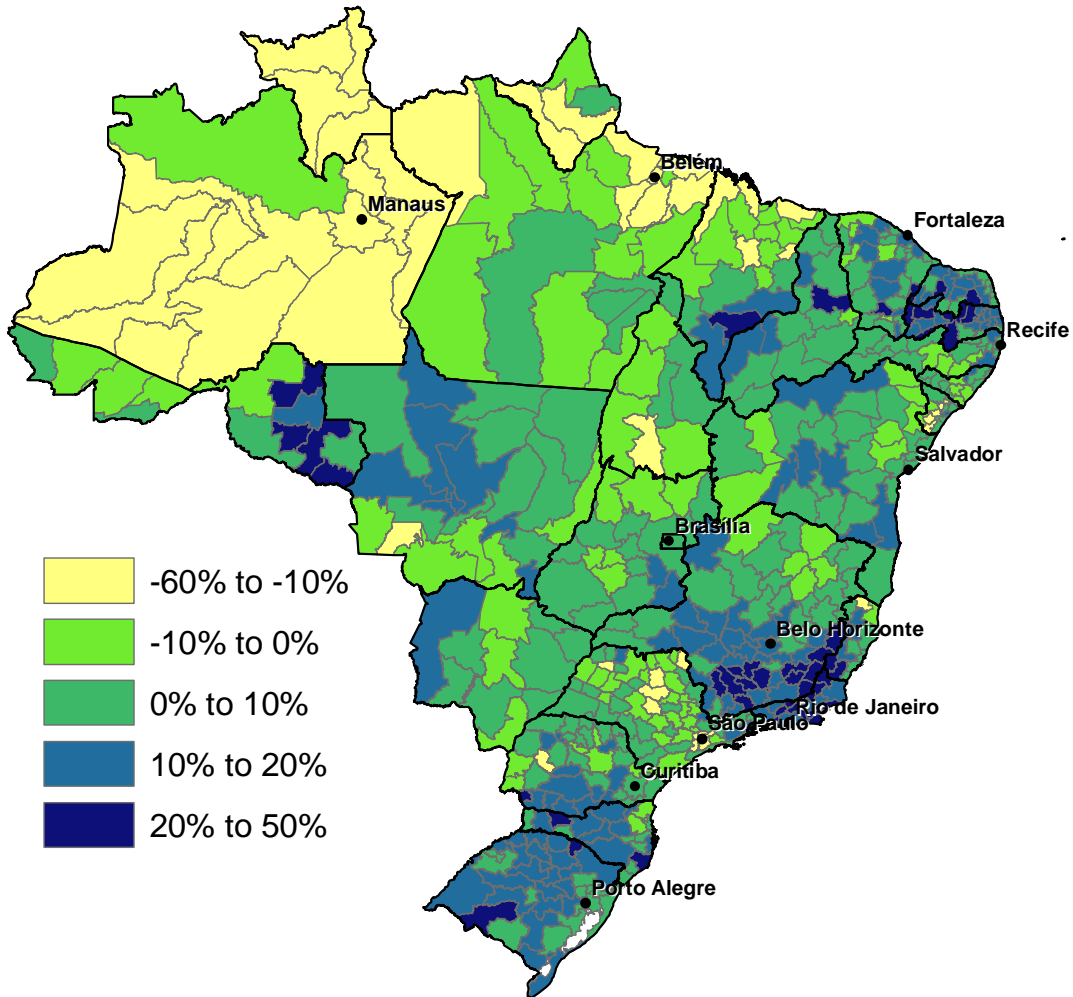 Belém
Manaus
Fortaleza
Recife
Salvador
Brasília
-60% to -10%
-10% to 0%
Belo Horizonte
0% to 10%
Rio de Janeiro
São Paulo
10% to 20%
Curitiba
20% to 50%
Porto Alegre